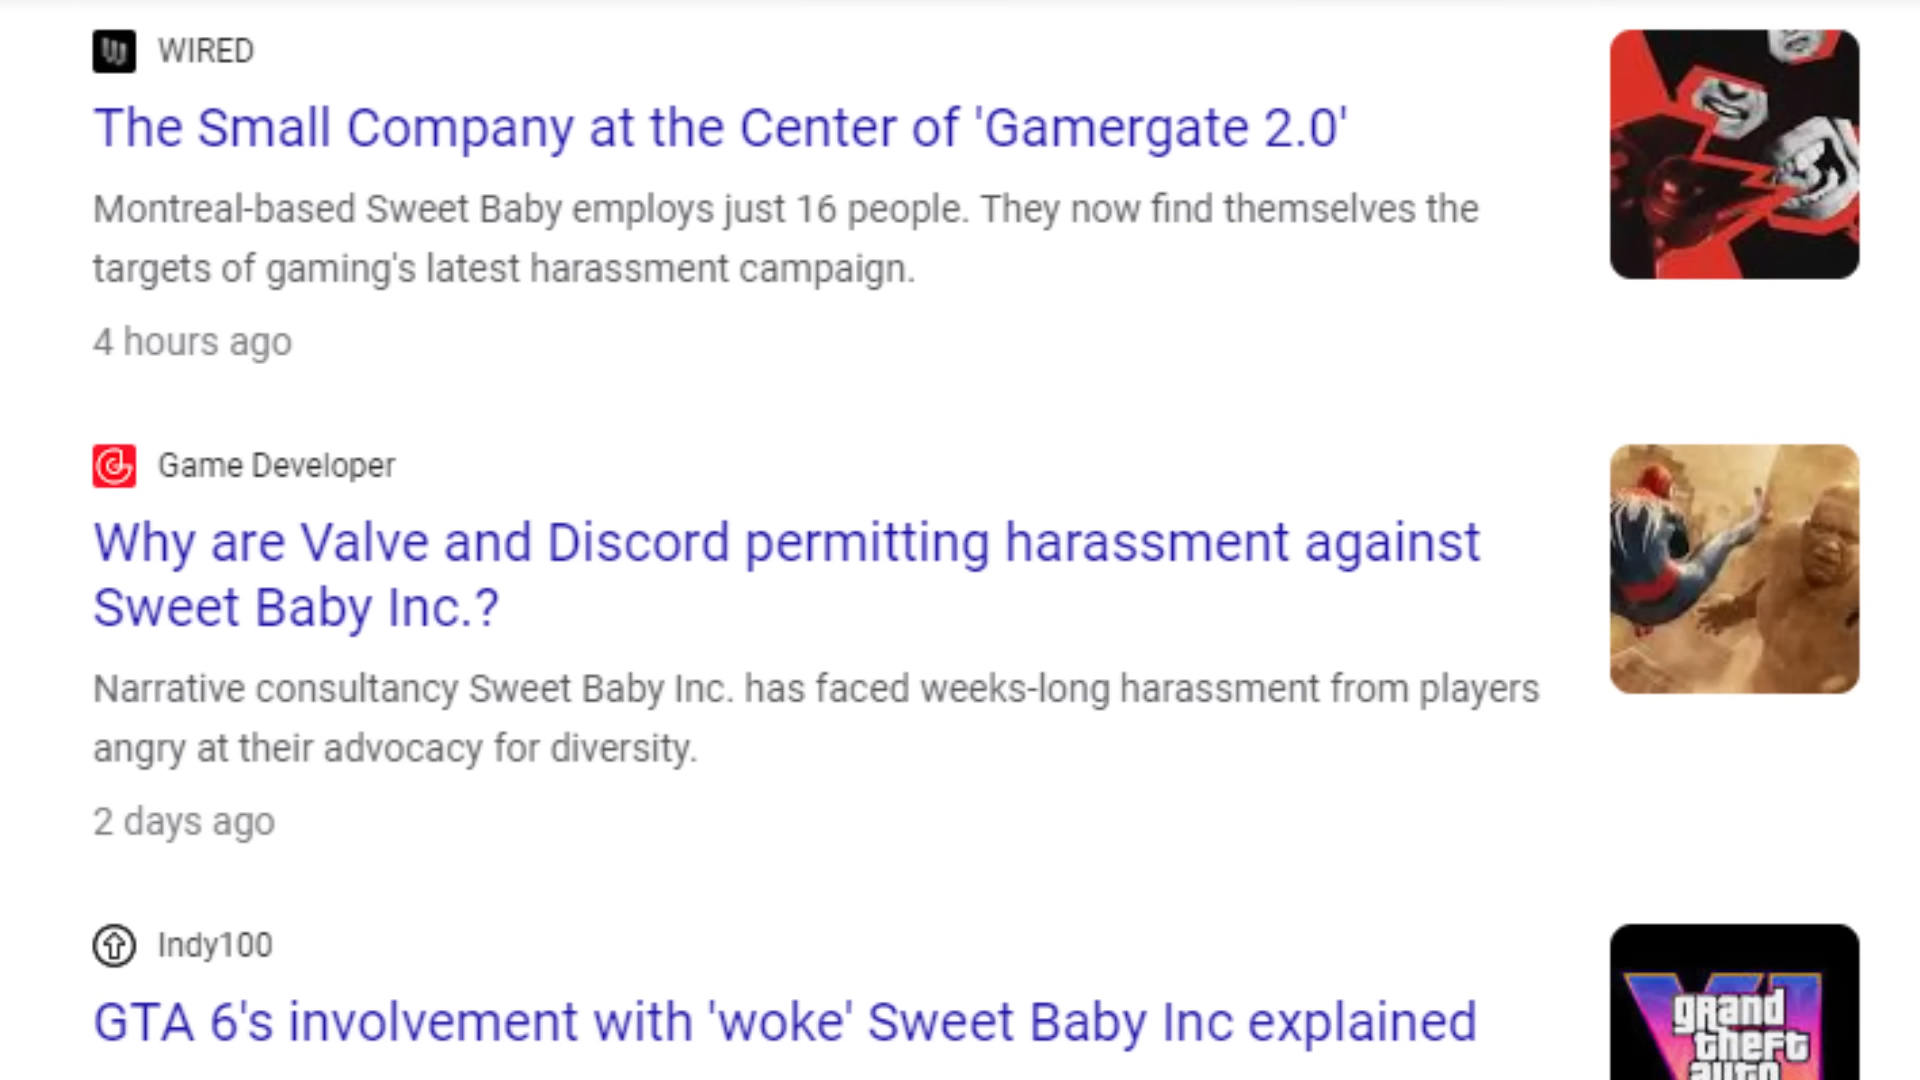 WIRED
The Small Company at the Center of 'Gamergate 2.0'
Montreal-based Sweet Baby employs just 16 people. They now find themselves the
targets of gaming's latest harassment campaign.
4 hours ago
Game Developer
Why are Valve and Discord permitting harassment against
Sweet Baby Inc.?
Narrative consultancy Sweet Baby Inc. has faced weeks-long harassment from players
angry at their advocacy for diversity.
2 days ago
Indy100
GTA 6's involvement with 'woke' Sweet Baby Inc explained
VI
grand
theft
auto